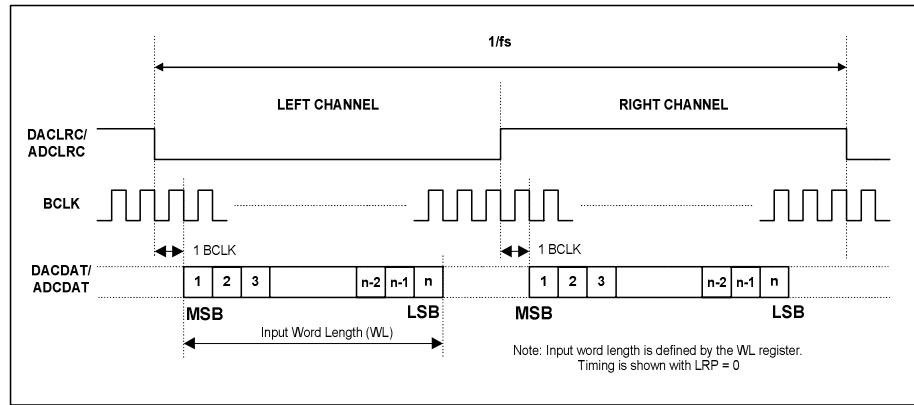 1/fs
LEFT CHANNEL
RIGHT CHANNEL
DACLRC/
ADCLRC
BCLK
1 BCLK
1 BCLK
DACDAT/
ADCDAT
1 2 3 n-2 n-1 n
1 2 3 n-2 n-1 n
MSB
LSB
MSB
LSB
Input Word Length (WL)
Note: Input word length is defined by the WL register.
Timing is shown with LRP = 0